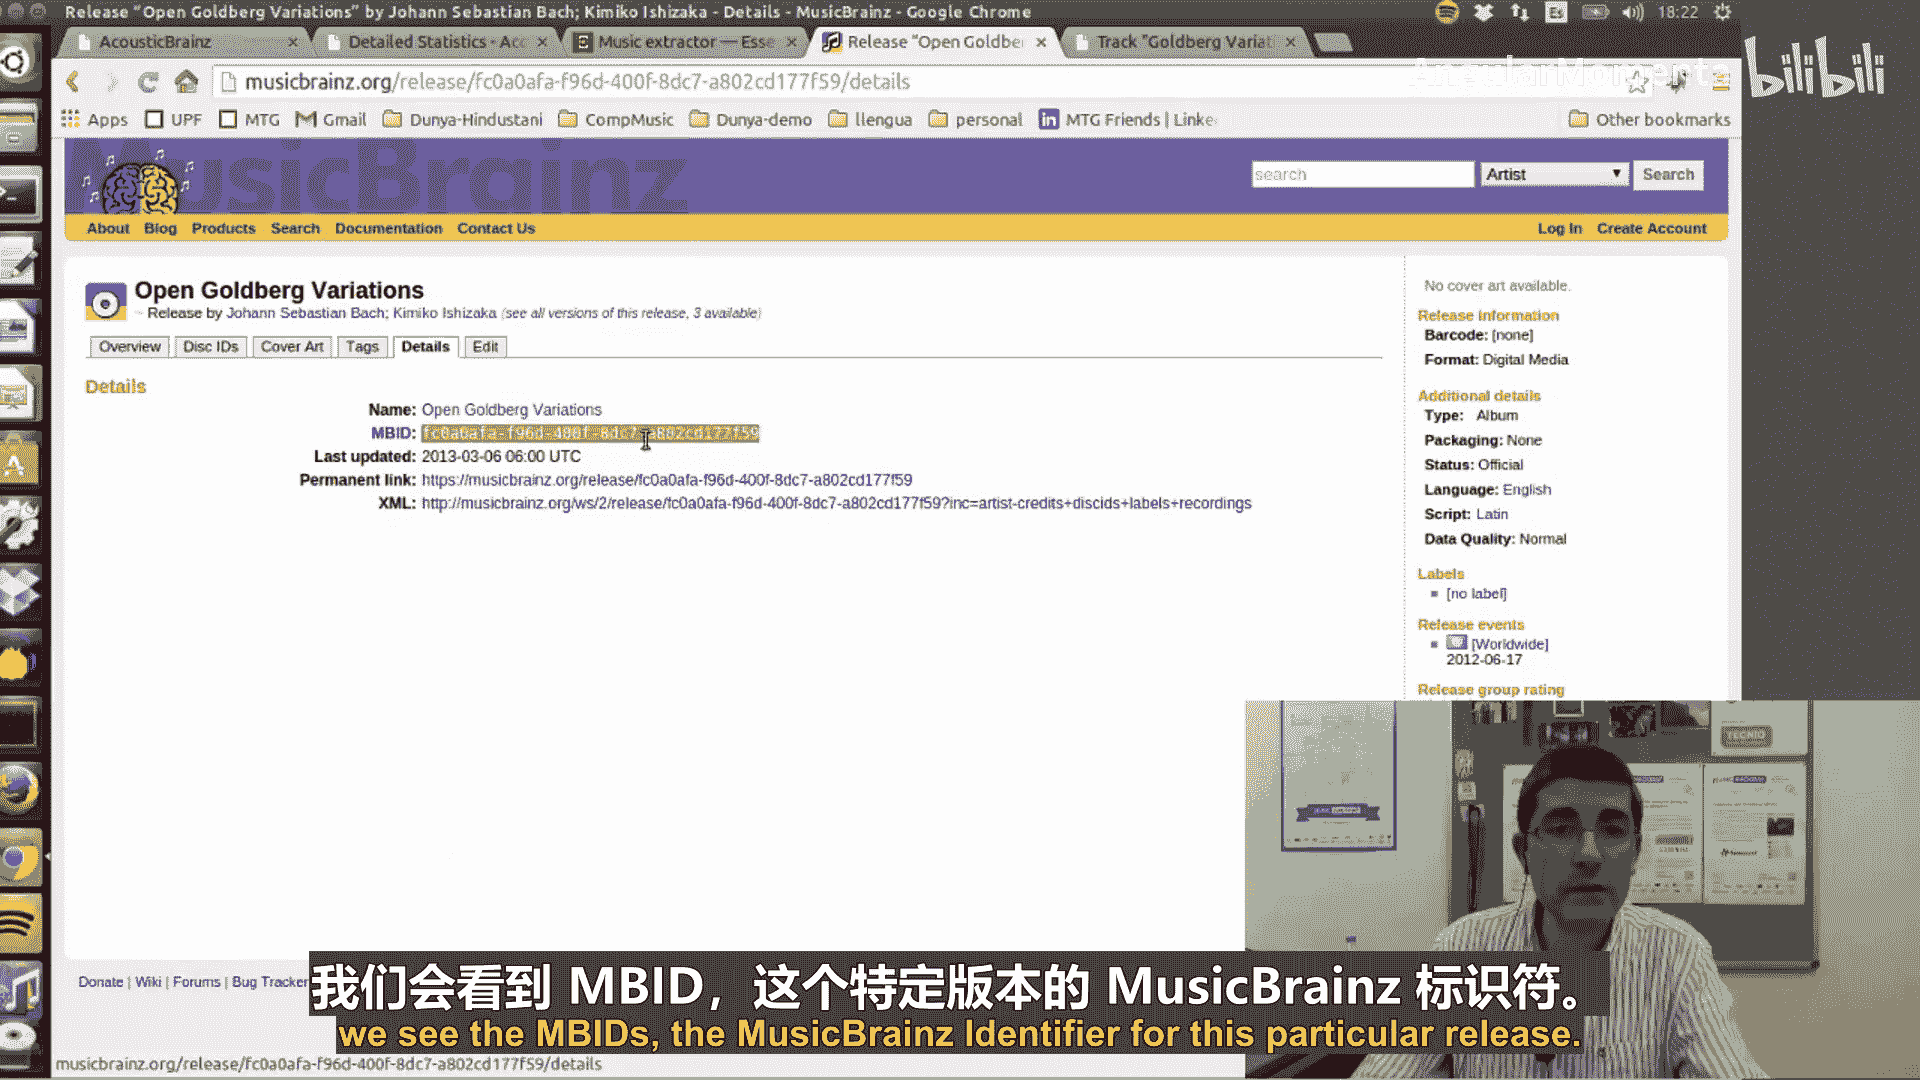 Release “Open Goldberg Variations” by Johann Sebastian Bach; Kimiko Ishizaka - Details - MusicBrainz - Google Chrome
18:22
AcousticBrainz
Detailed Statistics - Acc
Music extractor — Esse
Release “Open Goldber
Track "Goldberg Variat
musicbrainz.org/release/fc0a0afa-f96d-400f-8dc7-a802cd177f59/details
bilibili
Apps
UPF
MTG
Gmail
Dunya-Hindustani
CompMusic
Dunya-demo
llengua
personal
MTG Friends | Linke
Other bookmarks
MusicBrainz
search
Artist
Search
About
Blog
Products
Search
Documentation
Contact Us
Log In
Create Account
Open Goldberg Variations
~ Release by Johann Sebastian Bach; Kimiko Ishizaka (see all versions of this release, 3 available)
Overview
Disc IDs
Cover Art
Tags
Details
Edit
Details
Name: Open Goldberg Variations
MBID: fc0a0afa-f96d-400f-8dc7-a802cd177f59
Last updated: 2013-03-06 06:00 UTC
Permanent link: https://musicbrainz.org/release/fc0a0afa-f96d-400f-8dc7-a802cd177f59
XML: http://musicbrainz.org/ws/2/release/fc0a0afa-f96d-400f-8dc7-a802cd177f59?inc=artist-credits+discids+labels+recordings
No cover art available.
Release information
Barcode: [none]
Format: Digital Media
Additional details
Type: Album
Packaging: None
Status: Official
Language: English
Script: Latin
Data Quality: Normal
Labels
[no label]
Release events
[Worldwide]
2012-06-17
Release group rating
TECNIO
Donate | Wiki | Forums | Bug Tracker
我们会看到 MBID，这个特定版本的 MusicBrainz 标识符。
we see the MBIDs, the MusicBrainz Identifier for this particular release.
musicbrainz.org/release/fc0a0afa-f96d-400f-8dc7-a802cd177f59/details